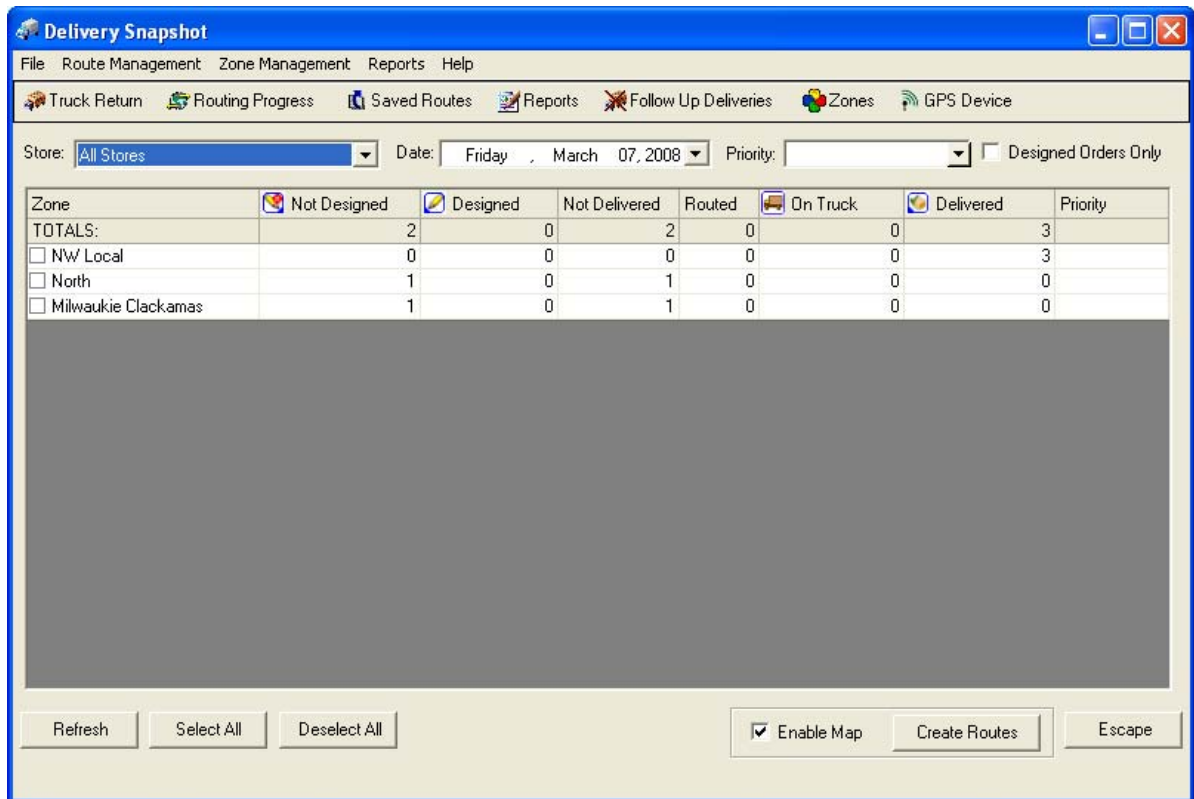 Delivery Snapshot
File Route Management Zone Management Reports Help
Truck Return Routing Progress Saved Routes Reports Follow Up Deliveries Zones GPS Device
Store: All Stores Date: Friday , March 07, 2008 Priority: Designed Orders Only
Zone Not Designed Designed Not Delivered Routed On Truck Delivered Priority
TOTALS: 2 0 2 0 0 3
NW Local 0 0 0 0 0 3
North 1 0 1 0 0 0
Milwaukie Clackamas 1 0 1 0 0 0
Refresh Select All Deselect All Enable Map Create Routes Escape